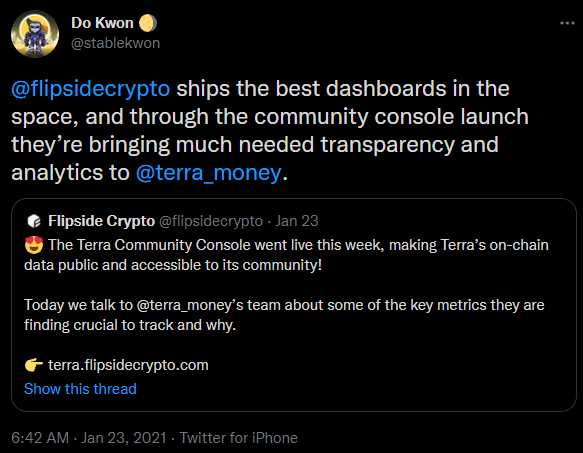 Do Kwon 🌖
@stablekwon
@flipsidecrypto ships the best dashboards in the
space, and through the community console launch
they’re bringing much needed transparency and
analytics to @terra_money.
Flipside Crypto @flipsidecrypto · Jan 23
😍 The Terra Community Console went live this week, making Terra’s on-chain
data public and accessible to its community!
Today we talk to @terra_money’s team about some of the key metrics they are
finding crucial to track and why.
👉 terra.flipsidecrypto.com
Show this thread
6:42 AM · Jan 23, 2021 · Twitter for iPhone